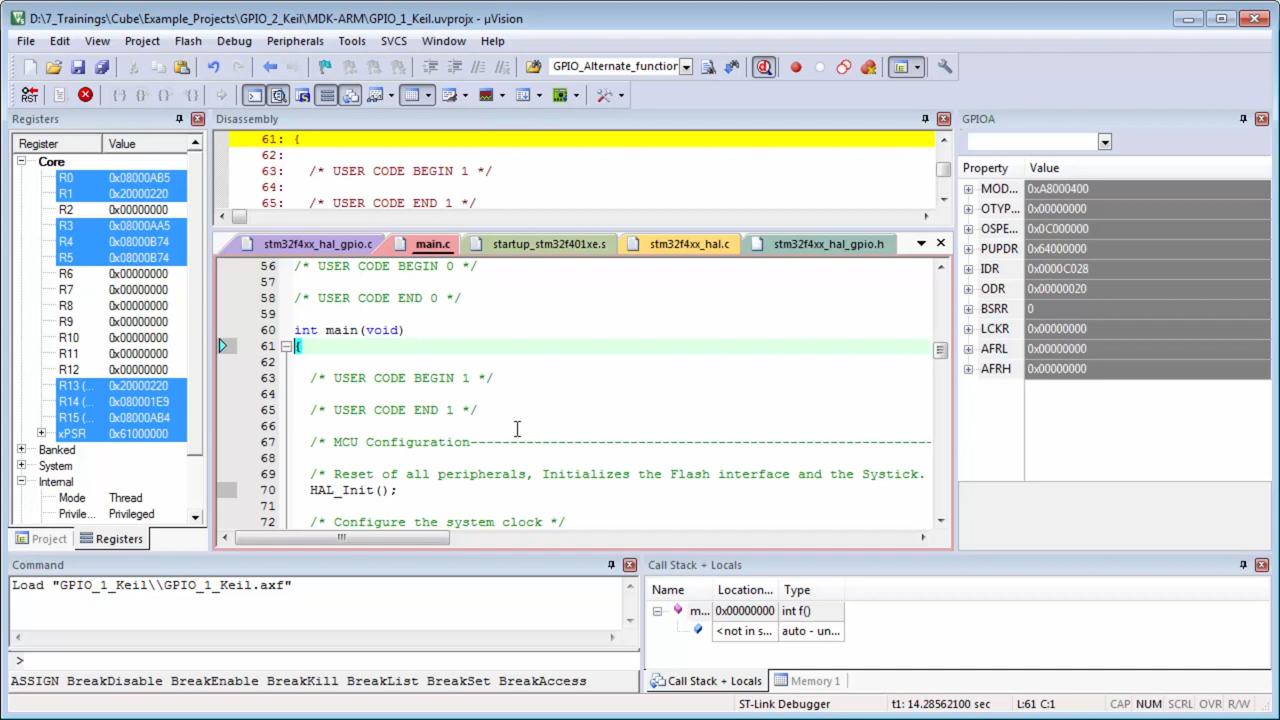 D:\7_Trainings\Cube\Example_Projects\GPIO_2_Keil\MDK-ARM\GPIO_1_Keil.uvprojx - µVision
File Edit View Project Flash Debug Peripherals Tools SVCS Window Help
GPIO_Alternate_function
RST
Registers
Register Value
Core
R0 0x08000AB5
R1 0x20000220
R2 0x00000000
R3 0x08000AA5
R4 0x08000B74
R5 0x08000B74
R6 0x00000000
R7 0x00000000
R8 0x00000000
R9 0x00000000
R10 0x00000000
R11 0x00000000
R12 0x00000000
R13 (... 0x20000220
R14 (... 0x080001E9
R15 (... 0x08000AB4
xPSR 0x61000000
Banked
System
Internal
Mode Thread
Privile... Privileged
Project Registers
Disassembly
61: {
62:
63: /* USER CODE BEGIN 1 */
64:
65: /* USER CODE END 1 */
stm32f4xx_hal_gpio.c main.c startup_stm32f401xe.s stm32f4xx_hal.c stm32f4xx_hal_gpio.h
56 /* USER CODE BEGIN 0 */
57
58 /* USER CODE END 0 */
59
60 int main(void)
61 {
62
63 /* USER CODE BEGIN 1 */
64
65 /* USER CODE END 1 */
66
67 /* MCU Configuration----------------------------------------------------------
68
69 /* Reset of all peripherals, Initializes the Flash interface and the Systick.
70 HAL_Init();
71
72 /* Configure the system clock */
GPIOA
Property Value
MOD... 0xA8000400
OTYP... 0x00000000
OSPE... 0x0C000000
PUPDR 0x64000000
IDR 0x0000C028
ODR 0x00000020
BSRR 0
LCKR 0x00000000
AFRL 0x00000000
AFRH 0x00000000
Command
Load "GPIO_1_Keil\\GPIO_1_Keil.axf"
>
ASSIGN BreakDisable BreakEnable BreakKill BreakList BreakSet BreakAccess
Call Stack + Locals
Name Location... Type
m... 0x00000000 int f()
<not in s... auto - un...
Call Stack + Locals Memory 1
ST-Link Debugger t1: 14.28562100 sec L:61 C:1 CAP NUM SCRL OVR R/W